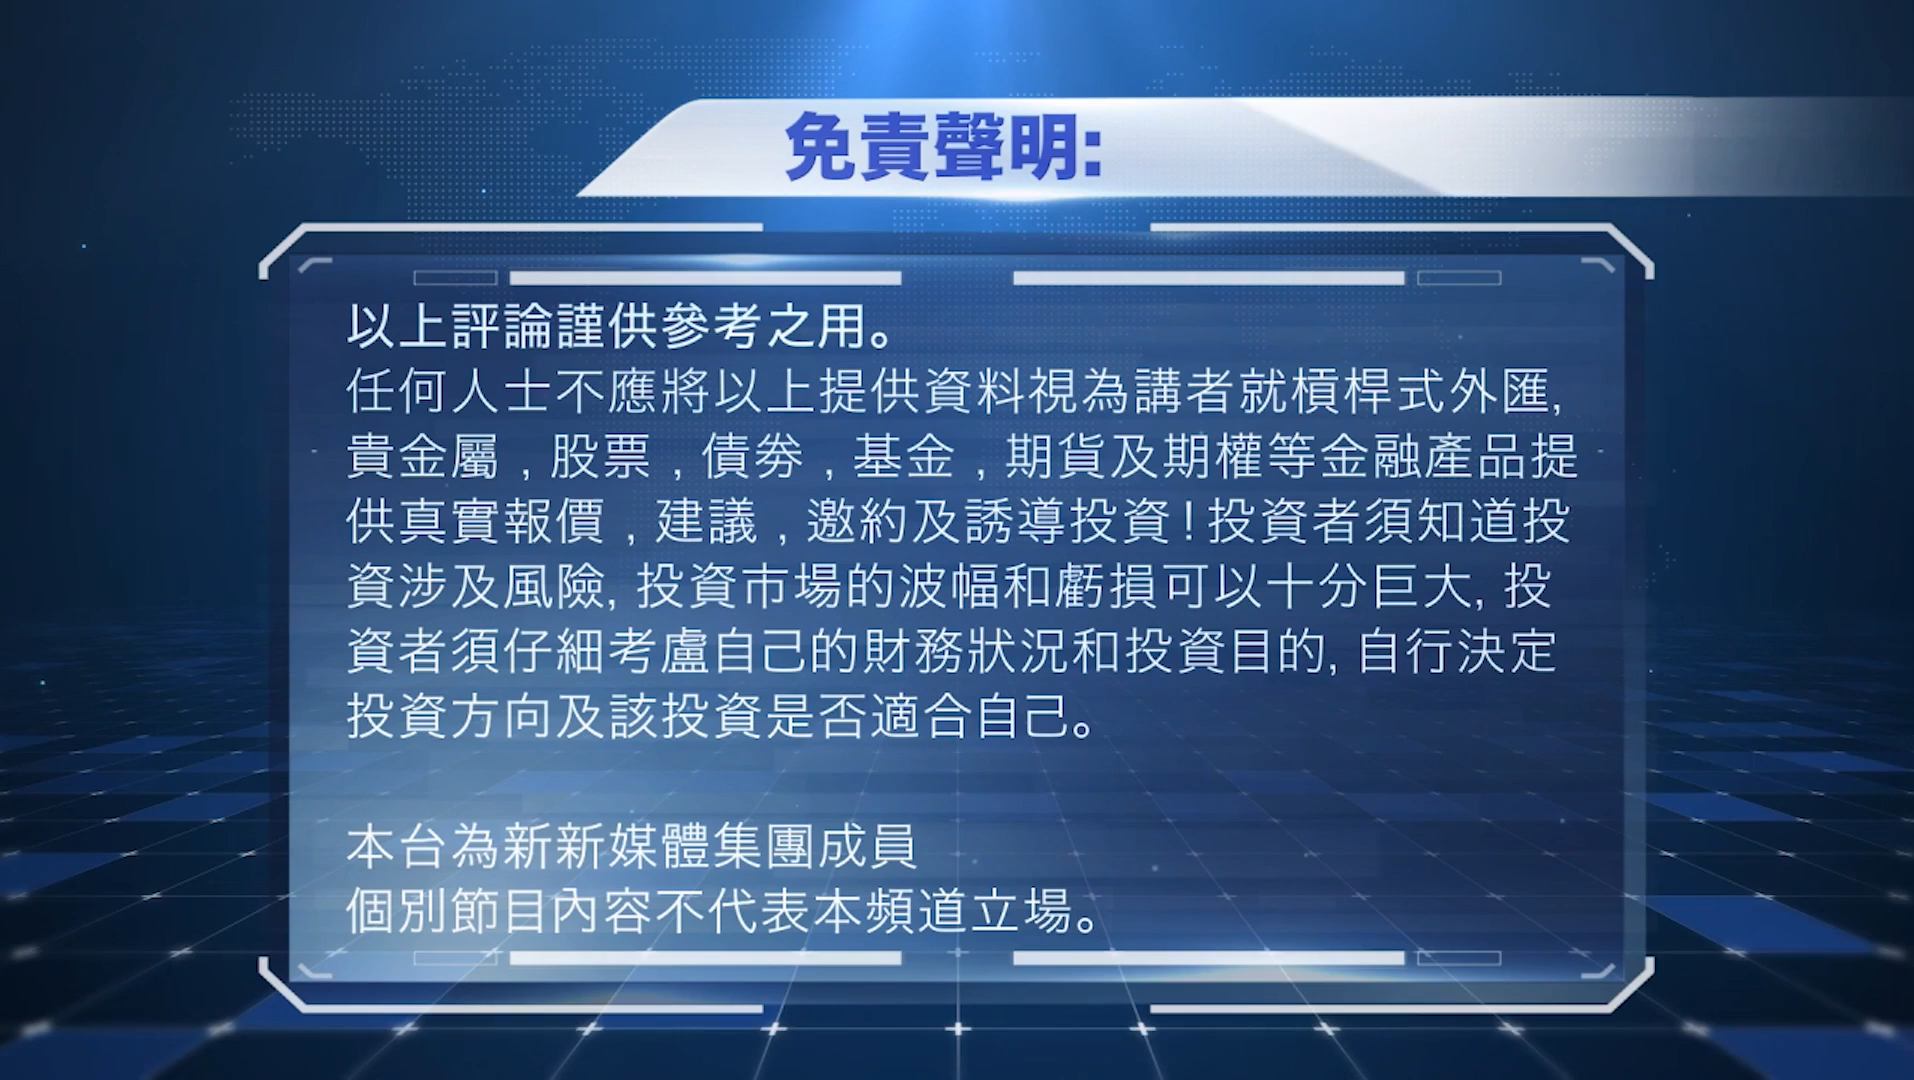 免責聲明:
以上評論謹供參考之用。
任何人士不應將以上提供資料視為講者就槓桿式外匯,
貴金屬，股票，債券，基金，期貨及期權等金融產品提
供真實報價，建議，邀約及誘導投資!投資者須知道投
資涉及風險, 投資市場的波幅和虧損可以十分巨大, 投
資者須仔細考盧自己的財務狀況和投資目的, 自行決定
投資方向及該投資是否適合自己。
本台為新新媒體集團成員
個別節目內容不代表本頻道立場。